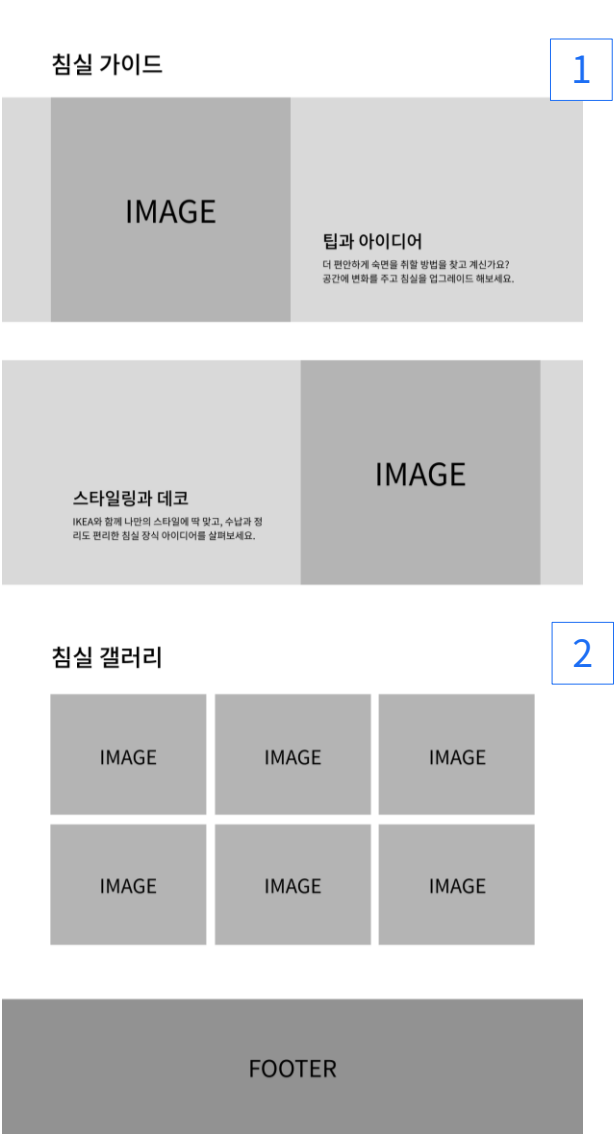 침실 가이드
1
IMAGE
팁과 아이디어
더 편안하게 숙면을 취할 방법을 찾고 계신가요?
공간에 변화를 주고 침실을 업그레이드 해보세요.
스타일링과 데코
IKEA와 함께 나만의 스타일에 딱 맞고, 수납과 정
리도 편리한 침실 장식 아이디어를 살펴보세요.
IMAGE
침실 갤러리
2
IMAGE
IMAGE
IMAGE
IMAGE
IMAGE
IMAGE
FOOTER